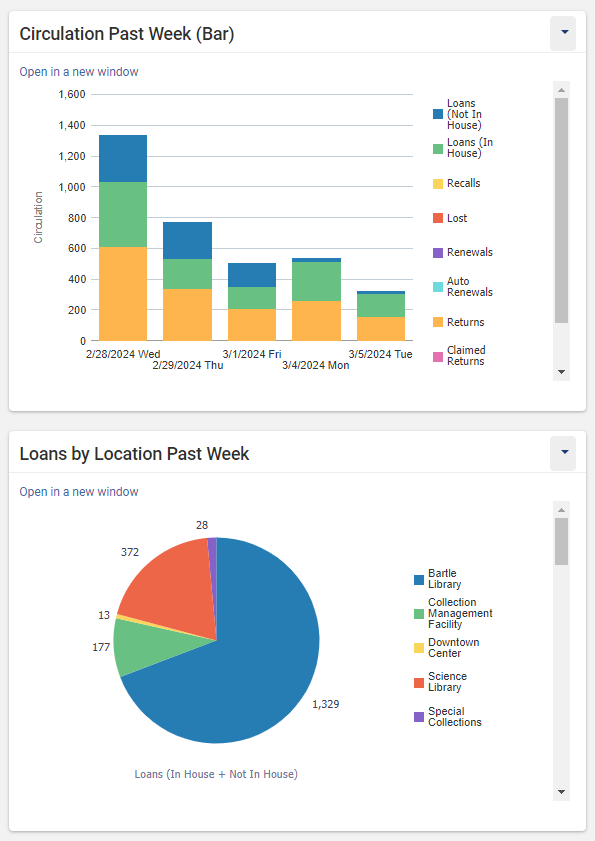 Circulation Past Week (Bar)
Open in a new window
1,600
1,400
1,200
1,000
800
600
400
200
0
Circulation
2/28/2024 Wed
2/29/2024 Thu
3/1/2024 Fri
3/4/2024 Mon
3/5/2024 Tue
Loans
(Not In
House)
Loans (In
House)
Recalls
Lost
Renewals
Auto
Renewals
Returns
Claimed
Returns
Loans by Location Past Week
Open in a new window
28
372
13
177
1,329
Loans (In House + Not In House)
Bartle
Library
Collection
Management
Facility
Downtown
Center
Science
Library
Special
Collections